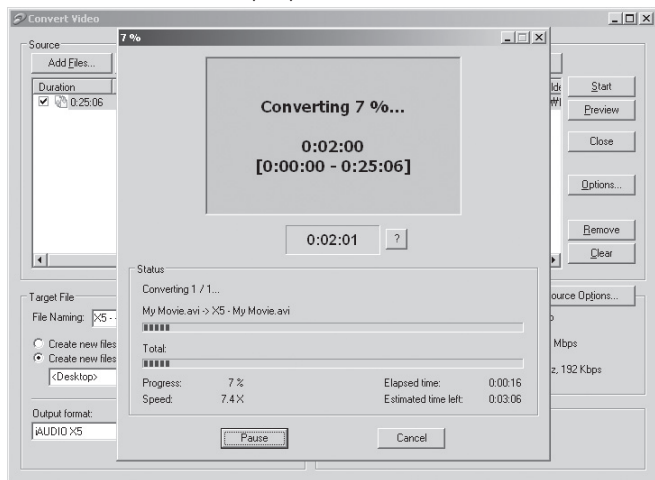 Convert Video
7 %
Source
Add Files...
Duration
0:25:06
Start
Preview
Close
Options...
Remove
Clear
Converting 7 %...
0:02:00
[0:00:00 - 0:25:06]
0:02:01 ?
Status
Converting 1 / 1...
My Movie.avi -> X5 - My Movie.avi
Total:
Progress: 7 % Elapsed time: 0:00:16
Speed: 7.4 X Estimated time left: 0:03:06
Pause Cancel
Target File
File Naming: X5 -
Create new files
Create new files
<Desktop>
Output format:
iAUDIO X5
Options...
Mbps
z, 192 Kbps